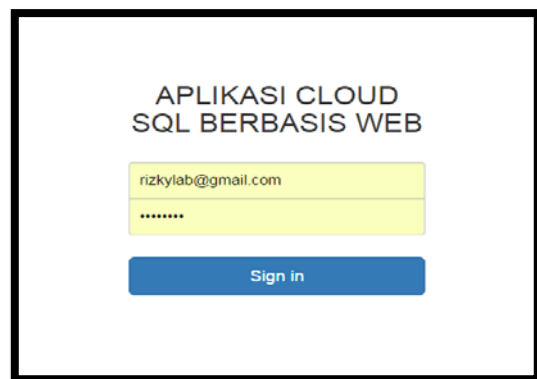 APLIKASI CLOUD
SQL BERBASIS WEB
rizkylab@gmail.com
••••••••
Sign in